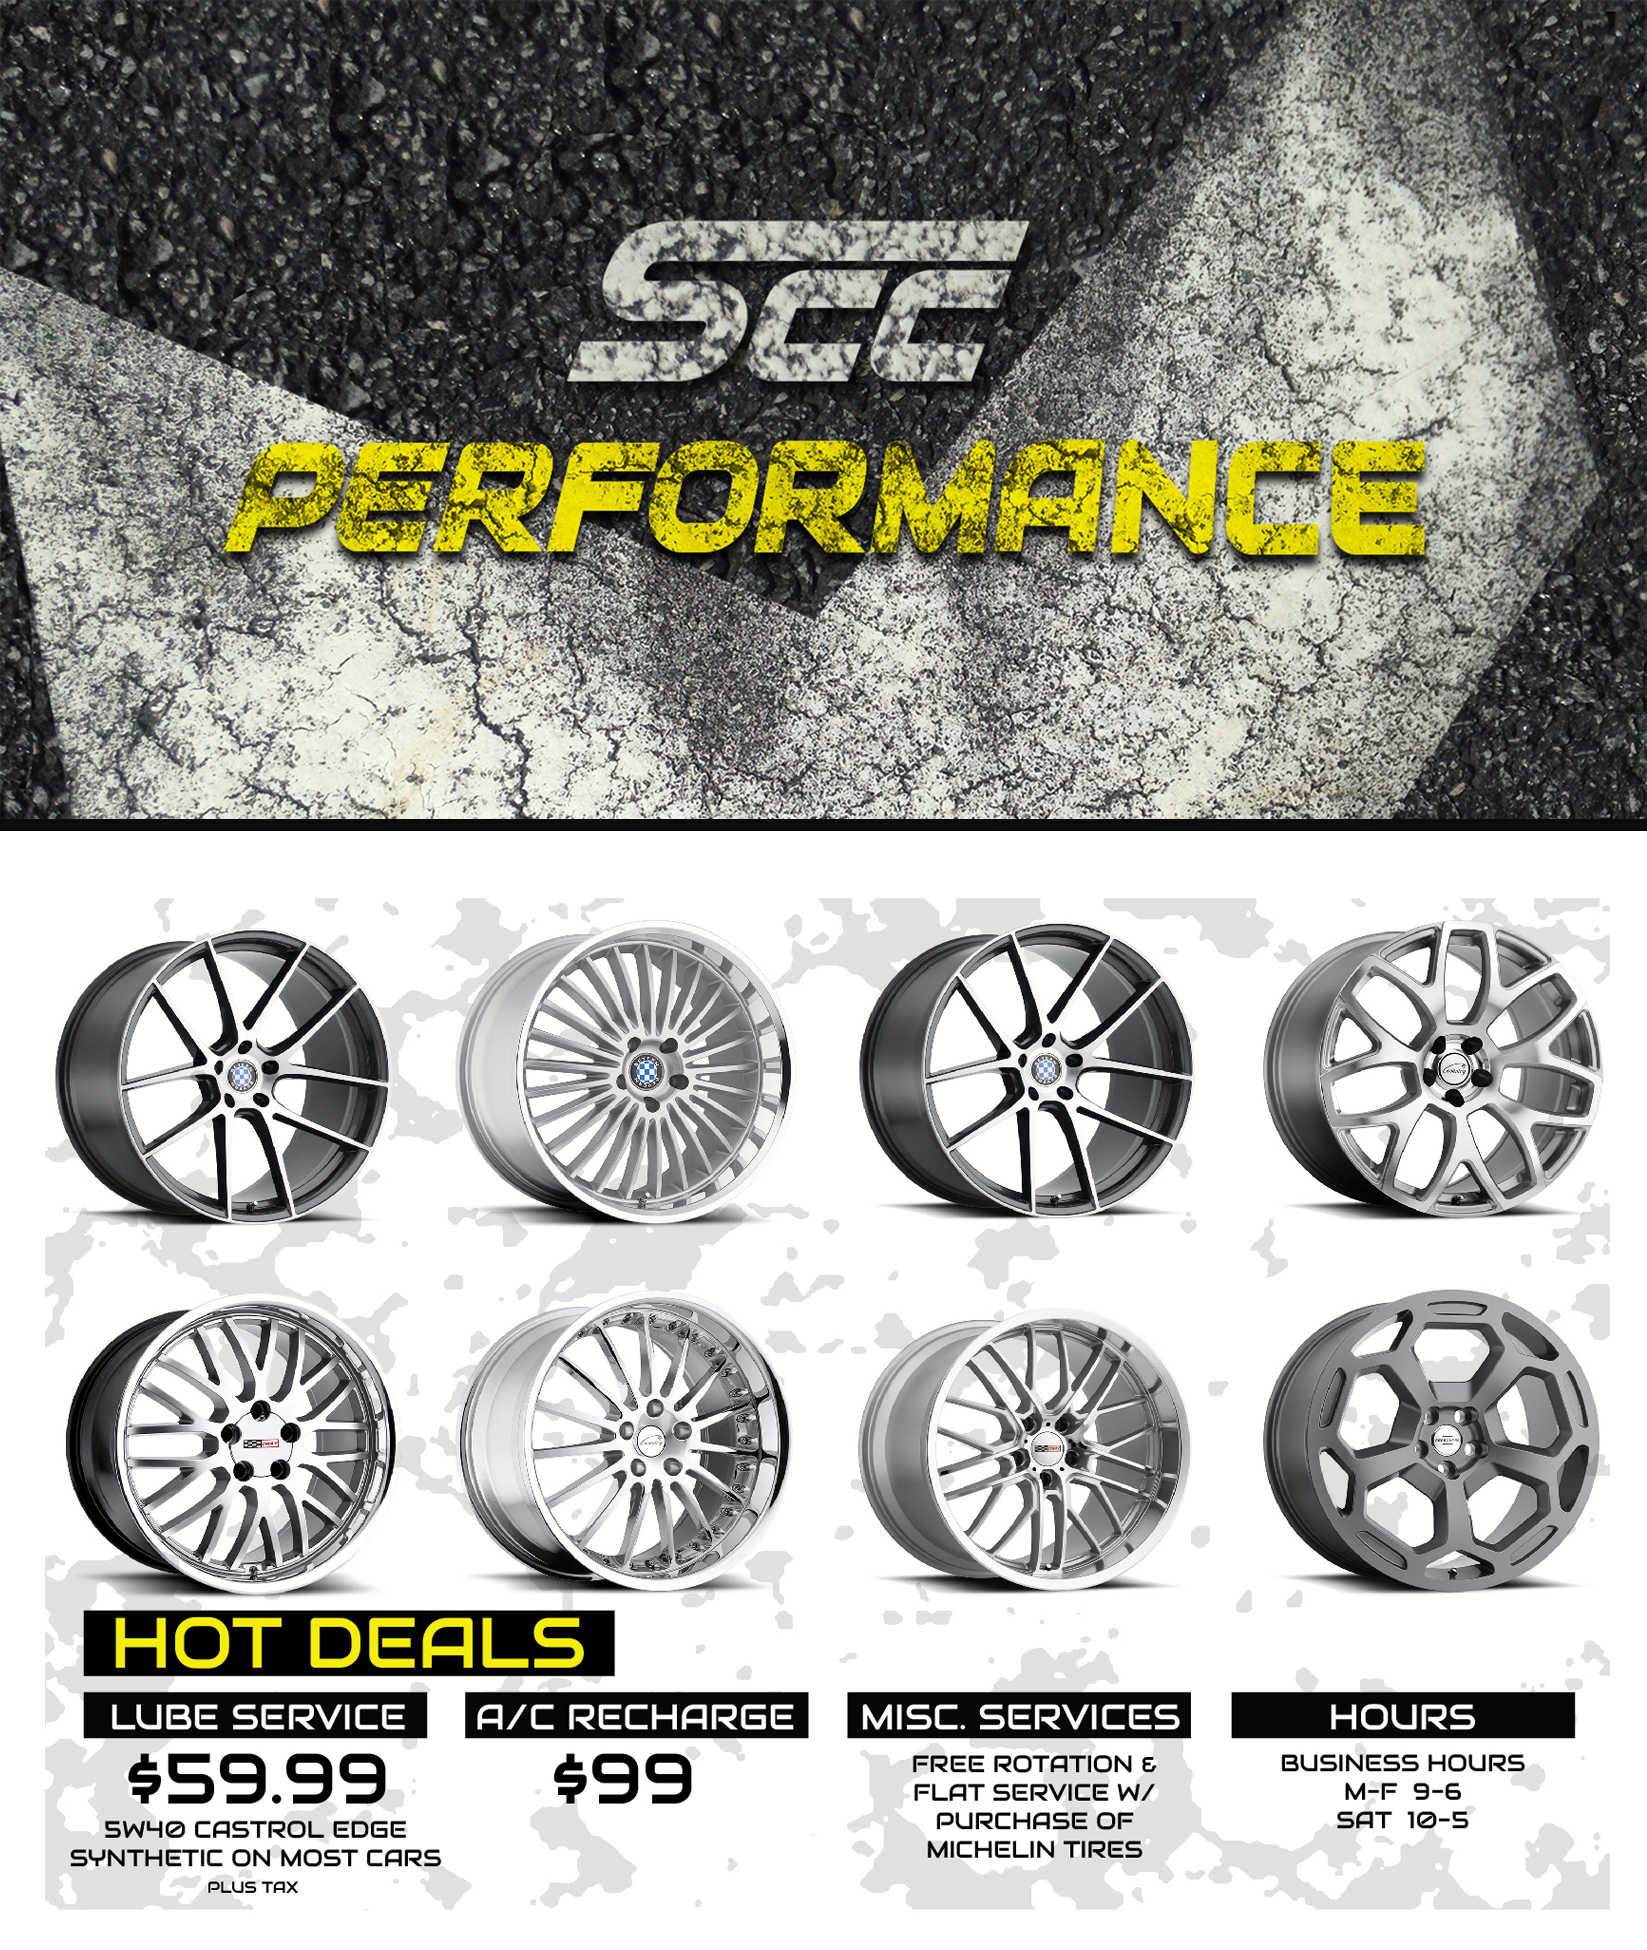 SCC
PERFORMANCE
HOT DEALS
LUBE SERVICE
$59.99
5W40 CASTROL EDGE
SYNTHETIC ON MOST CARS
PLUS TAX
A/C RECHARGE
$99
MISC. SERVICES
FREE ROTATION &
FLAT SERVICE W/
PURCHASE OF
MICHELIN TIRES
HOURS
BUSINESS HOURS
M-F 9-6
SAT 10-5